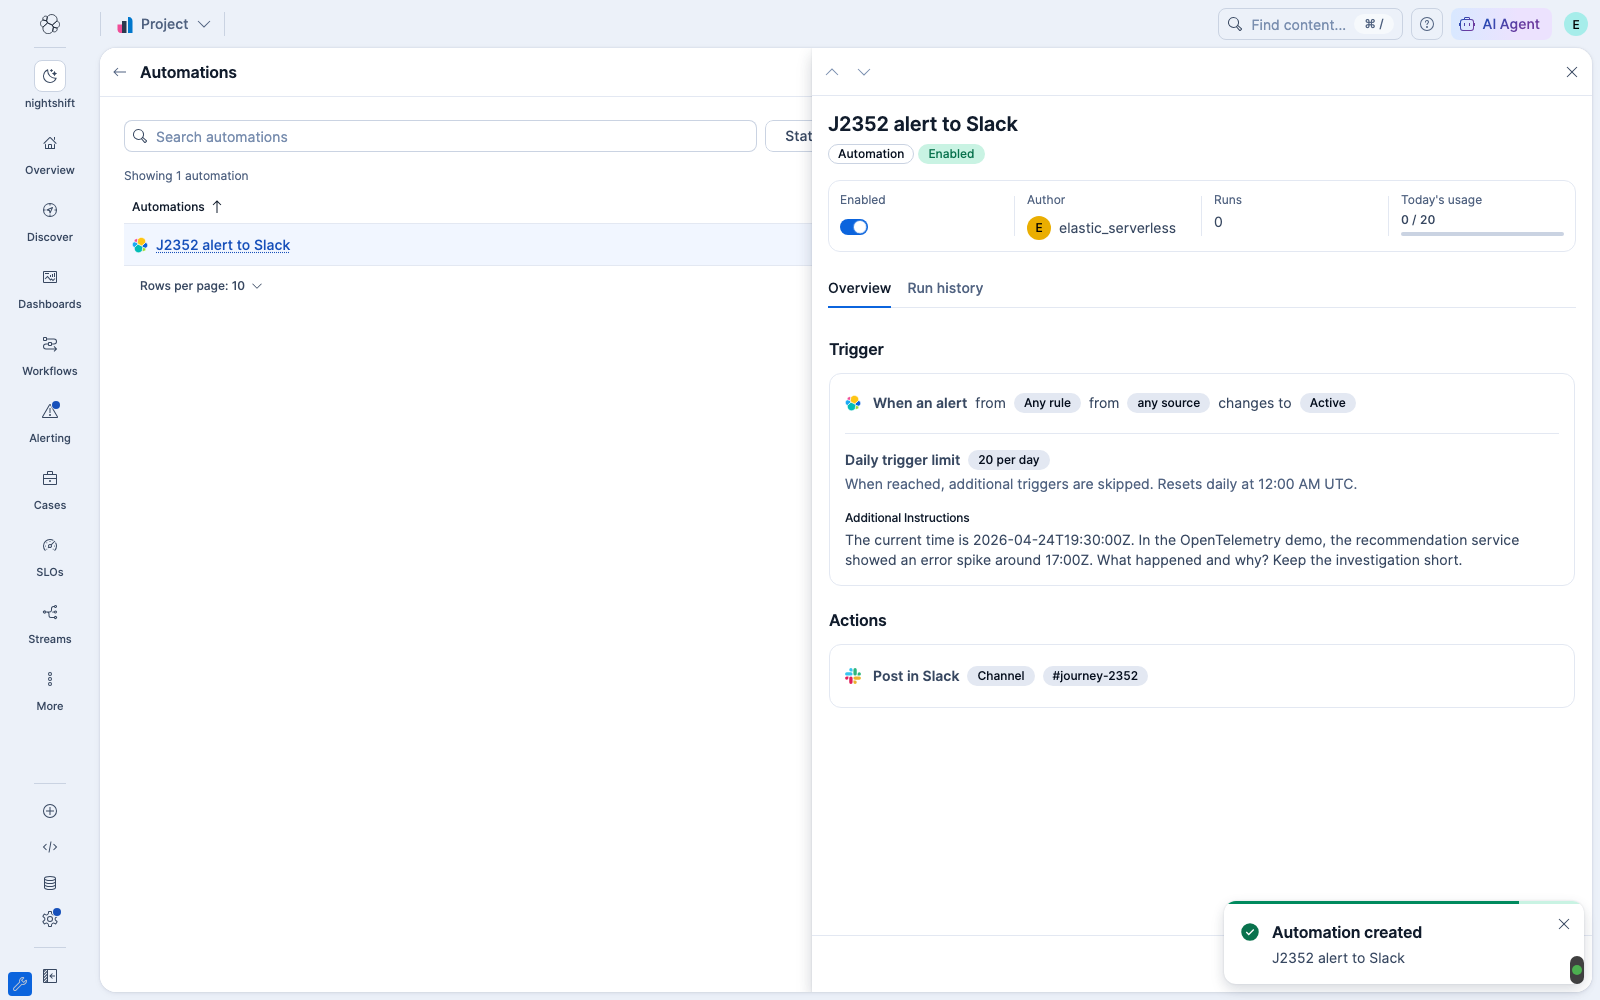 Project
Find content...
⌘ /
AI Agent
E
nightshift
Overview
Discover
Dashboards
Workflows
Alerting
Cases
SLOs
Streams
More
Automations
Search automations
Stat
Showing 1 automation
Automations
J2352 alert to Slack
Rows per page: 10
J2352 alert to Slack
Automation
Enabled
Enabled
Author
E
elastic_serverless
Runs
0
Today's usage
0 / 20
Overview
Run history
Trigger
When an alert from Any rule from any source changes to Active
Daily trigger limit 20 per day
When reached, additional triggers are skipped. Resets daily at 12:00 AM UTC.
Additional Instructions
The current time is 2026-04-24T19:30:00Z. In the OpenTelemetry demo, the recommendation service
showed an error spike around 17:00Z. What happened and why? Keep the investigation short.
Actions
Post in Slack Channel #journey-2352
Automation created
J2352 alert to Slack